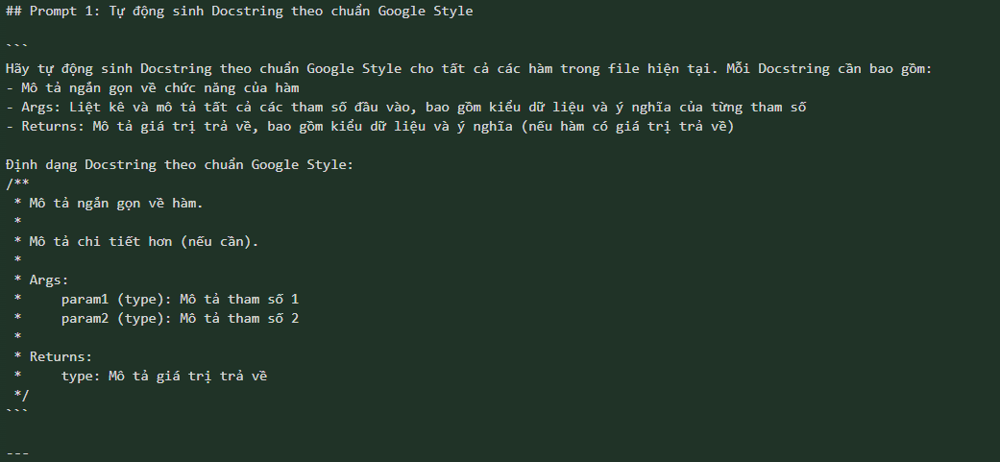 ## Prompt 1: Tự động sinh Docstring theo chuẩn Google Style
```
Hãy tự động sinh Docstring theo chuẩn Google Style cho tất cả các hàm trong file hiện tại. Mỗi Docstring cần bao gồm:
- Mô tả ngắn gọn về chức năng của hàm
- Args: Liệt kê và mô tả tất cả các tham số đầu vào, bao gồm kiểu dữ liệu và ý nghĩa của từng tham số
- Returns: Mô tả giá trị trả về, bao gồm kiểu dữ liệu và ý nghĩa (nếu hàm có giá trị trả về)
Định dạng Docstring theo chuẩn Google Style:
/**
 * Mô tả ngắn gọn về hàm.
 *
 * Mô tả chi tiết hơn (nếu cần).
 *
 * Args:
 *     param1 (type): Mô tả tham số 1
 *     param2 (type): Mô tả tham số 2
 *
 * Returns:
 *     type: Mô tả giá trị trả về
 */
```
---